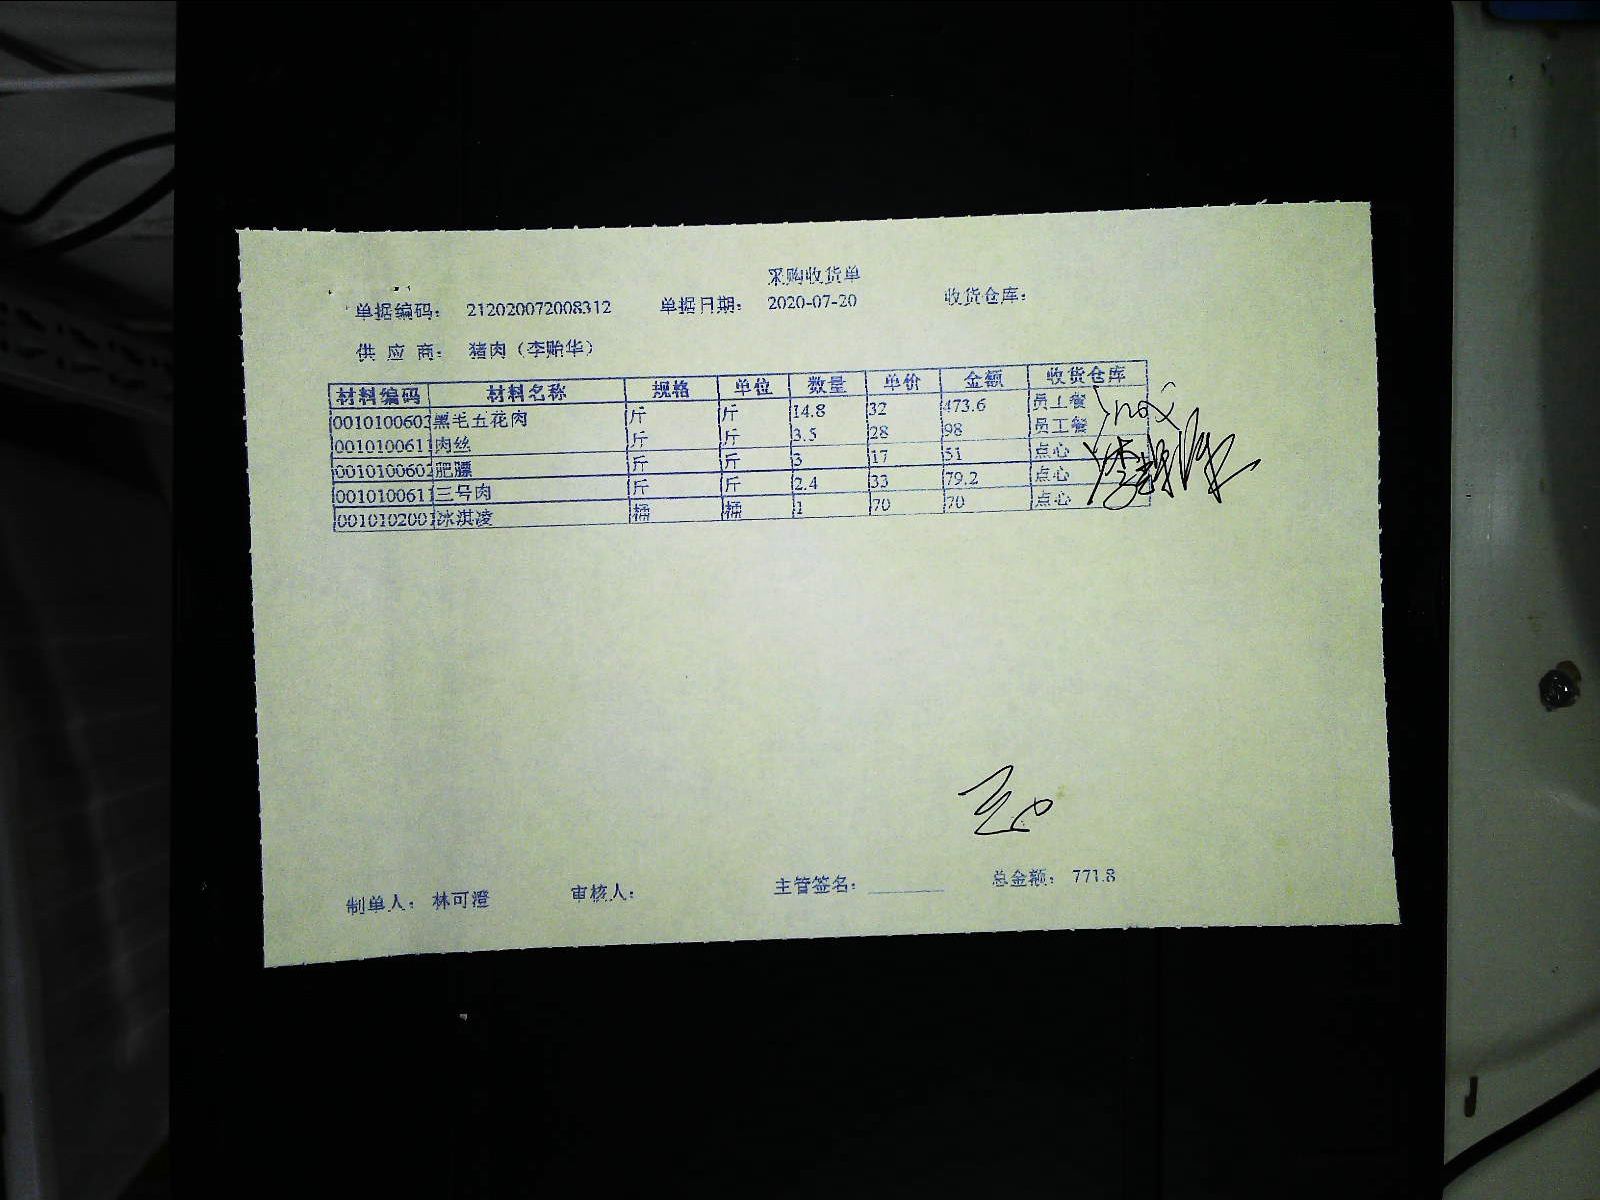 采购收货单
单据编码： 212020072008312 单据日期： 2020-07-20 收货仓库：
供 应 商： 猪肉（李贻华）
材料编码 材料名称 规格 单位 数量 单价 金额 收货仓库
0010100603 黑毛五花肉 斤 斤 14.8 32 473.6 员工餐
0010100611 肉丝 斤 斤 3.5 28 98 员工餐
0010100602 肥膘 斤 斤 3 17 51 点心
0010100611 三号肉 斤 斤 2.4 33 79.2 点心
0010102001 冰淇凌 桶 桶 1 70 70 点心
制单人： 林可澄 审核人： 主管签名： 总金额： 771.8